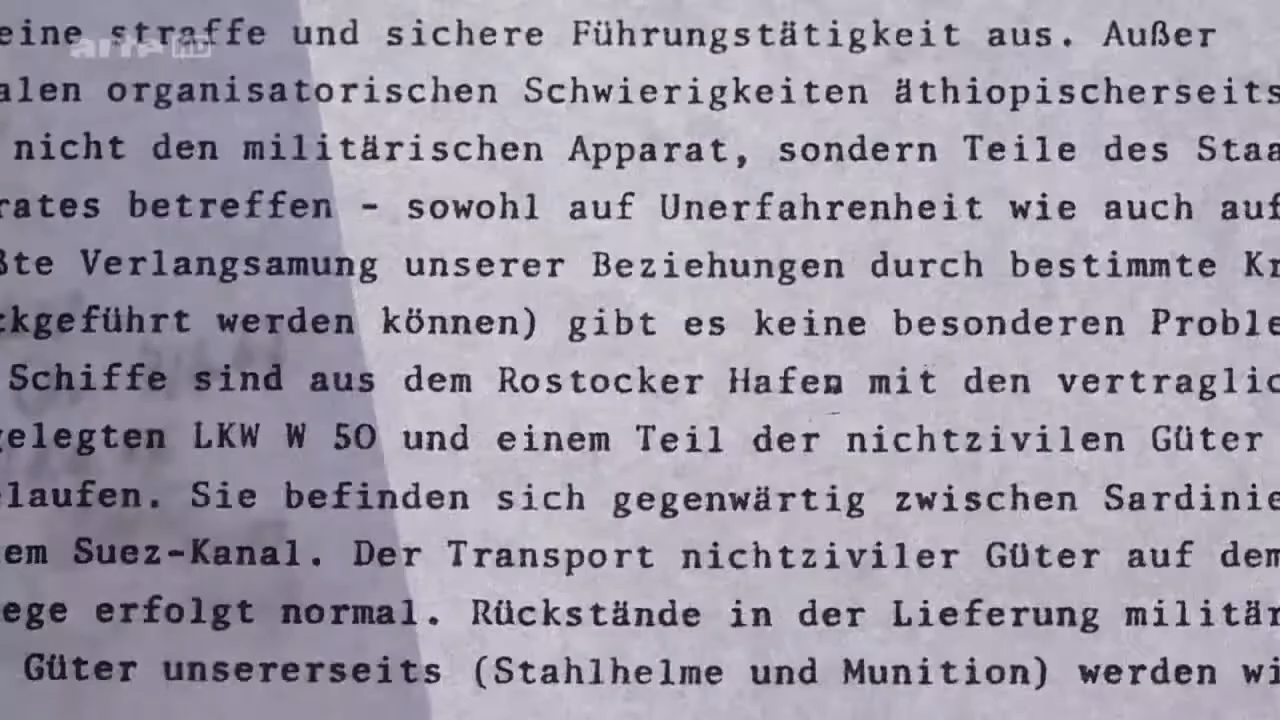 arte HD
eine straffe und sichere Führungstätigkeit aus. Außer
alen organisatorischen Schwierigkeiten äthiopischerseits
nicht den militärischen Apparat, sondern Teile des Staa
rates betreffen - sowohl auf Unerfahrenheit wie auch auf
ßte Verlangsamung unserer Beziehungen durch bestimmte Kr
ckgeführt werden können) gibt es keine besonderen Proble
Schiffe sind aus dem Rostocker Hafen mit den vertraglic
gelegten LKW W 50 und einem Teil der nichtzivilen Güter
laufen. Sie befinden sich gegenwärtig zwischen Sardinie
em Suez-Kanal. Der Transport nichtziviler Güter auf dem
ege erfolgt normal. Rückstände in der Lieferung militär
Güter unsererseits (Stahlhelme und Munition) werden wi